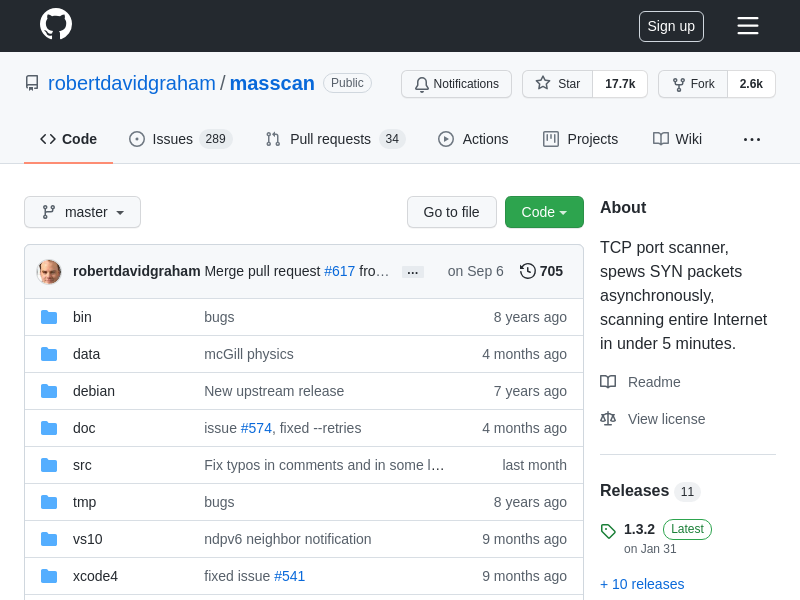 Sign up
robertdavidgraham / masscan Public
Notifications Star 17.7k Fork 2.6k
Code Issues 289 Pull requests 34 Actions Projects Wiki ...
master Go to file Code
robertdavidgraham Merge pull request #617 fro… ... on Sep 6 705
bin bugs 8 years ago
data mcGill physics 4 months ago
debian New upstream release 7 years ago
doc issue #574, fixed --retries 4 months ago
src Fix typos in comments and in some l… last month
tmp bugs 8 years ago
vs10 ndpv6 neighbor notification 9 months ago
xcode4 fixed issue #541 9 months ago
About
TCP port scanner,
spews SYN packets
asynchronously,
scanning entire Internet
in under 5 minutes.
Readme
View license
Releases 11
1.3.2 Latest
on Jan 31
+ 10 releases